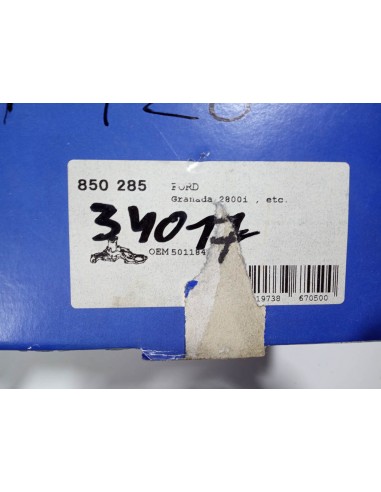 850 285 FORD
Granada 2800i , etc.
34017
OEM 501184
19738 670500